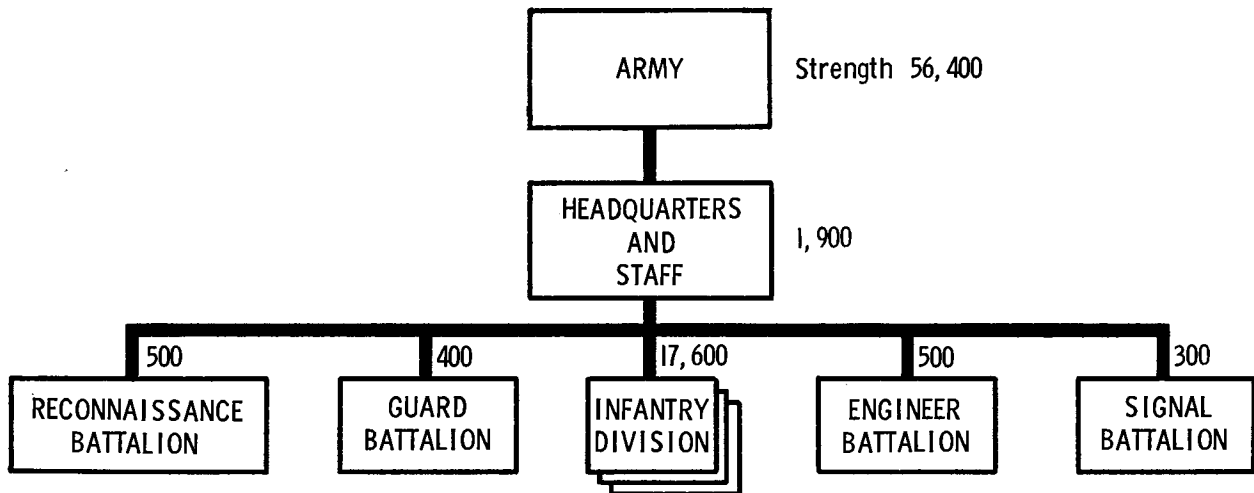 ARMY
Strength 56,400
HEADQUARTERS
AND
STAFF
1,900
500
400
17,600
500
300
RECONNAISSANCE
BATTALION
GUARD
BATTALION
INFANTRY
DIVISION
ENGINEER
BATTALION
SIGNAL
BATTALION